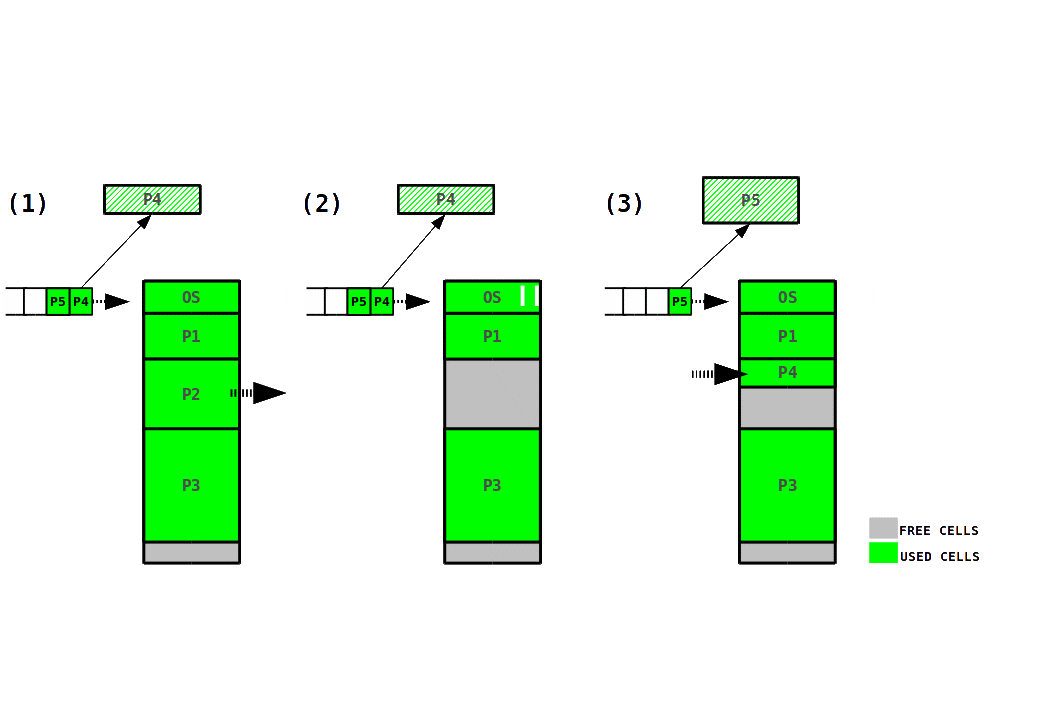 (1)
P4
P5 P4
OS
P1
P2
P3
(2)
P4
P5 P4
OS
P1
P3
(3)
P5
P5
OS
P1
P4
P3
FREE CELLS
USED CELLS